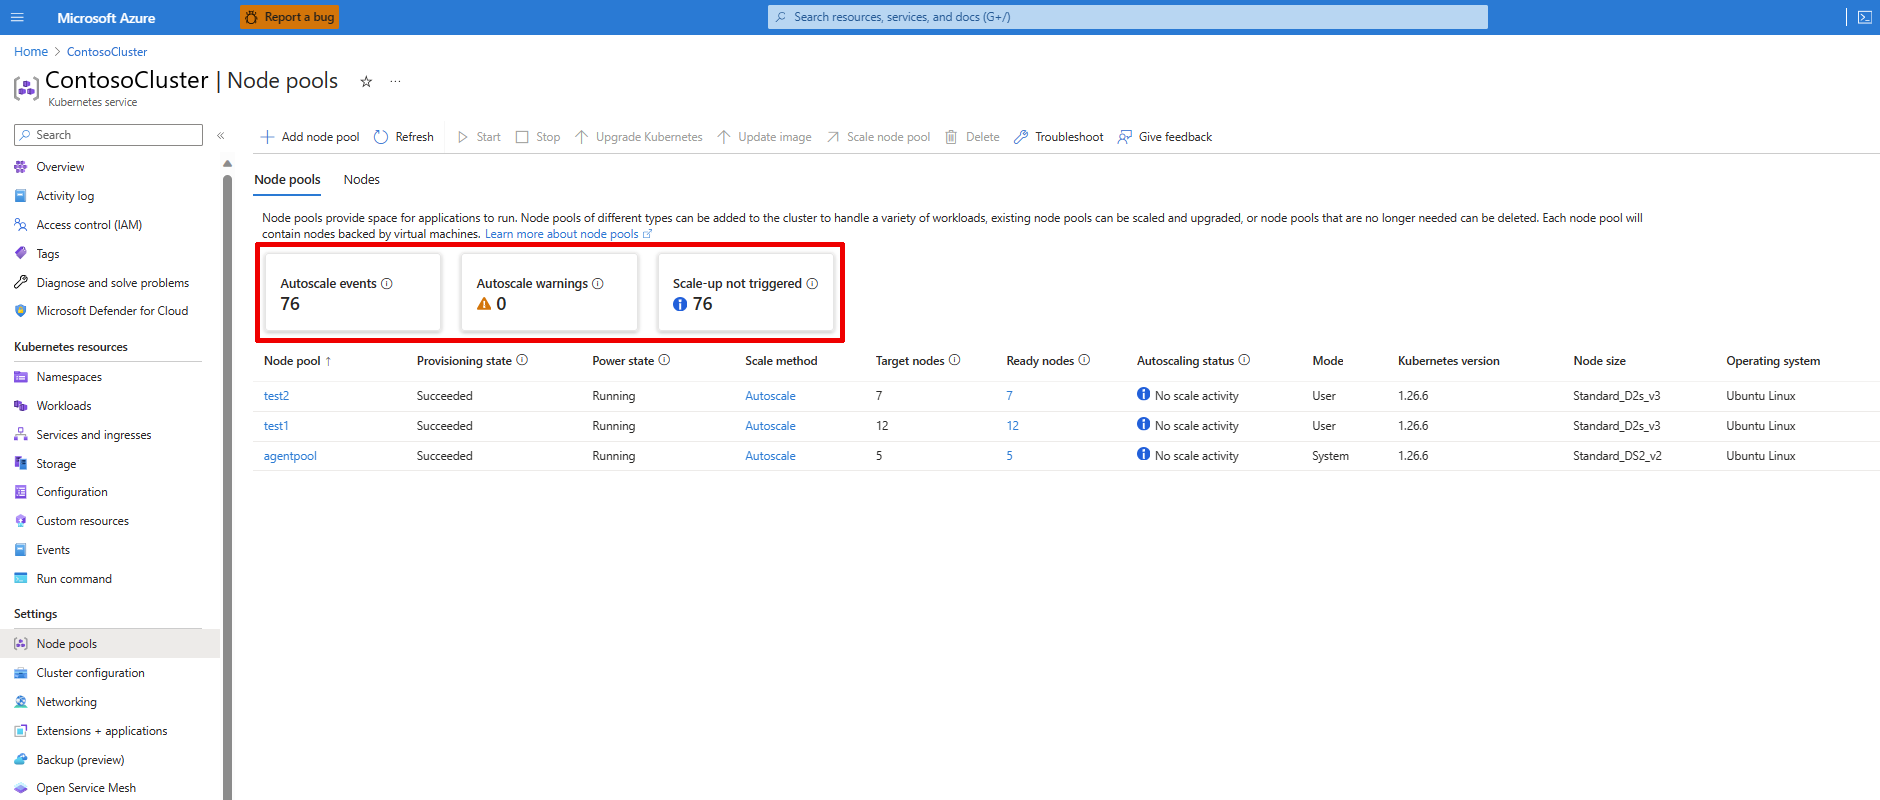 Microsoft Azure
Report a bug
Search resources, services, and docs (G+/)
Home > ContosoCluster
ContosoCluster | Node pools
Kubernetes service
Search
Overview
Activity log
Access control (IAM)
Tags
Diagnose and solve problems
Microsoft Defender for Cloud
Kubernetes resources
Namespaces
Workloads
Services and ingresses
Storage
Configuration
Custom resources
Events
Run command
Settings
Node pools
Cluster configuration
Networking
Extensions + applications
Backup (preview)
Open Service Mesh
Add node pool Refresh Start Stop Upgrade Kubernetes Update image Scale node pool Delete Troubleshoot Give feedback
Node pools Nodes
Node pools provide space for applications to run. Node pools of different types can be added to the cluster to handle a variety of workloads, existing node pools can be scaled and upgraded, or node pools that are no longer needed can be deleted. Each node pool will
contain nodes backed by virtual machines. Learn more about node pools
Autoscale events
76
Autoscale warnings
0
Scale-up not triggered
76
Node pool ↑ Provisioning state Power state Scale method Target nodes Ready nodes Autoscaling status Mode Kubernetes version Node size Operating system
test2 Succeeded Running Autoscale 7 7 No scale activity User 1.26.6 Standard_D2s_v3 Ubuntu Linux
test1 Succeeded Running Autoscale 12 12 No scale activity User 1.26.6 Standard_D2s_v3 Ubuntu Linux
agentpool Succeeded Running Autoscale 5 5 No scale activity System 1.26.6 Standard_DS2_v2 Ubuntu Linux